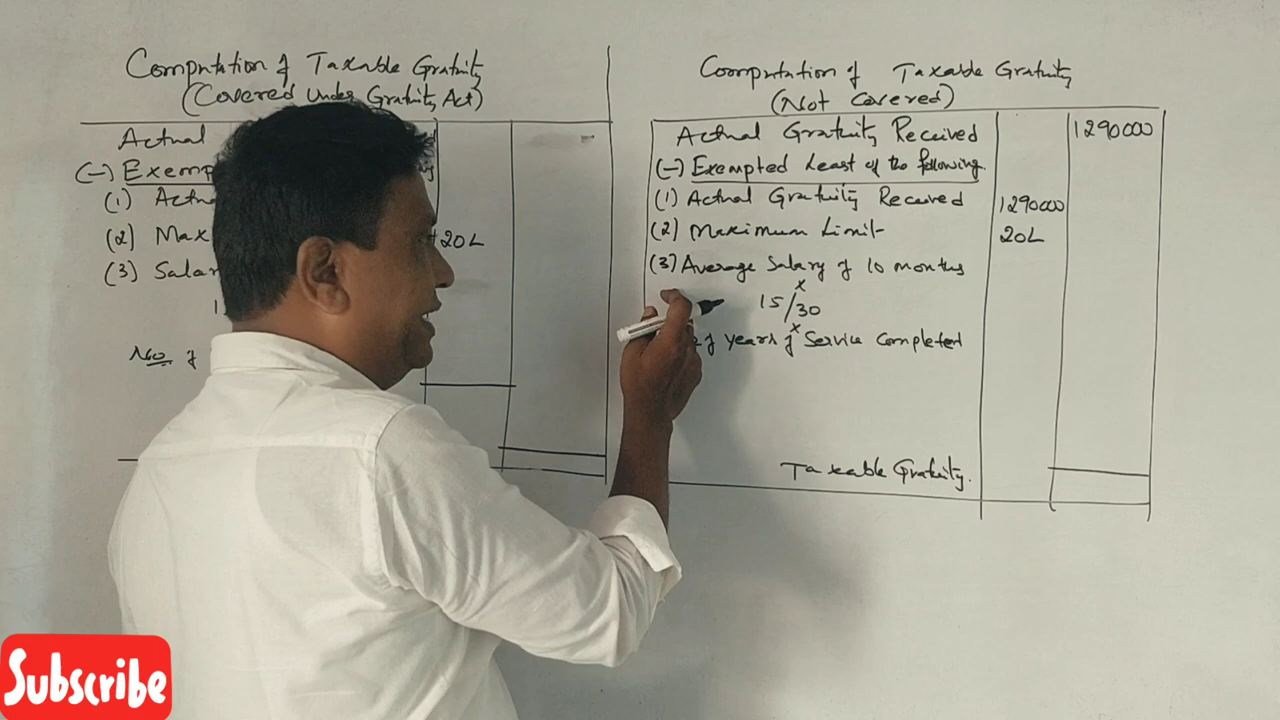 Computation of Taxable Gratuity
(Covered Under Gratuity Act)
Actual
(-) Exemp
(1) Actu
(2) Max 20L
(3) Salar
No of
Computation of Taxable Gratuity
(Not Covered)
Actual Gratuity Received 1290000
(-) Exempted Least of the following.
(1) Actual Gratuity Received 1290000
(2) Maximum Limit 20L
(3) Average Salary of 10 months
x
15/30
x
of years of Service Completed
Taxable Gratuity.
Subscribe